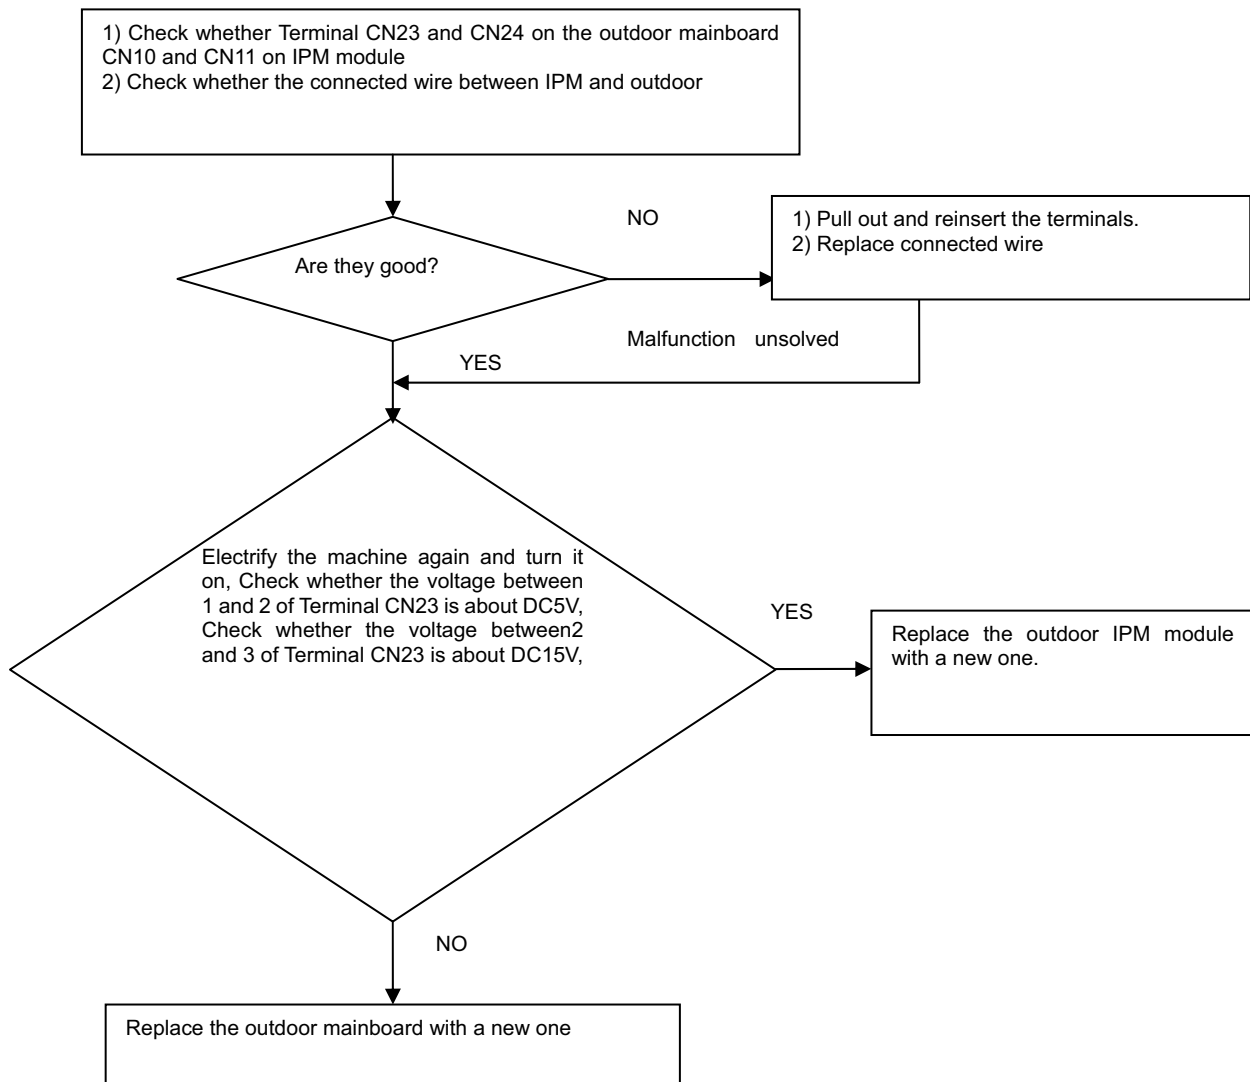 1) Check whether Terminal CN23 and CN24 on the outdoor mainboard
CN10 and CN11 on IPM module
2) Check whether the connected wire between IPM and outdoor
NO
1) Pull out and reinsert the terminals.
2) Replace connected wire
Are they good?
Malfunction unsolved
YES
Electrify the machine again and turn it
on, Check whether the voltage between
1 and 2 of Terminal CN23 is about DC5V,
Check whether the voltage between2
and 3 of Terminal CN23 is about DC15V,
YES
Replace the outdoor IPM module
with a new one.
NO
Replace the outdoor mainboard with a new one